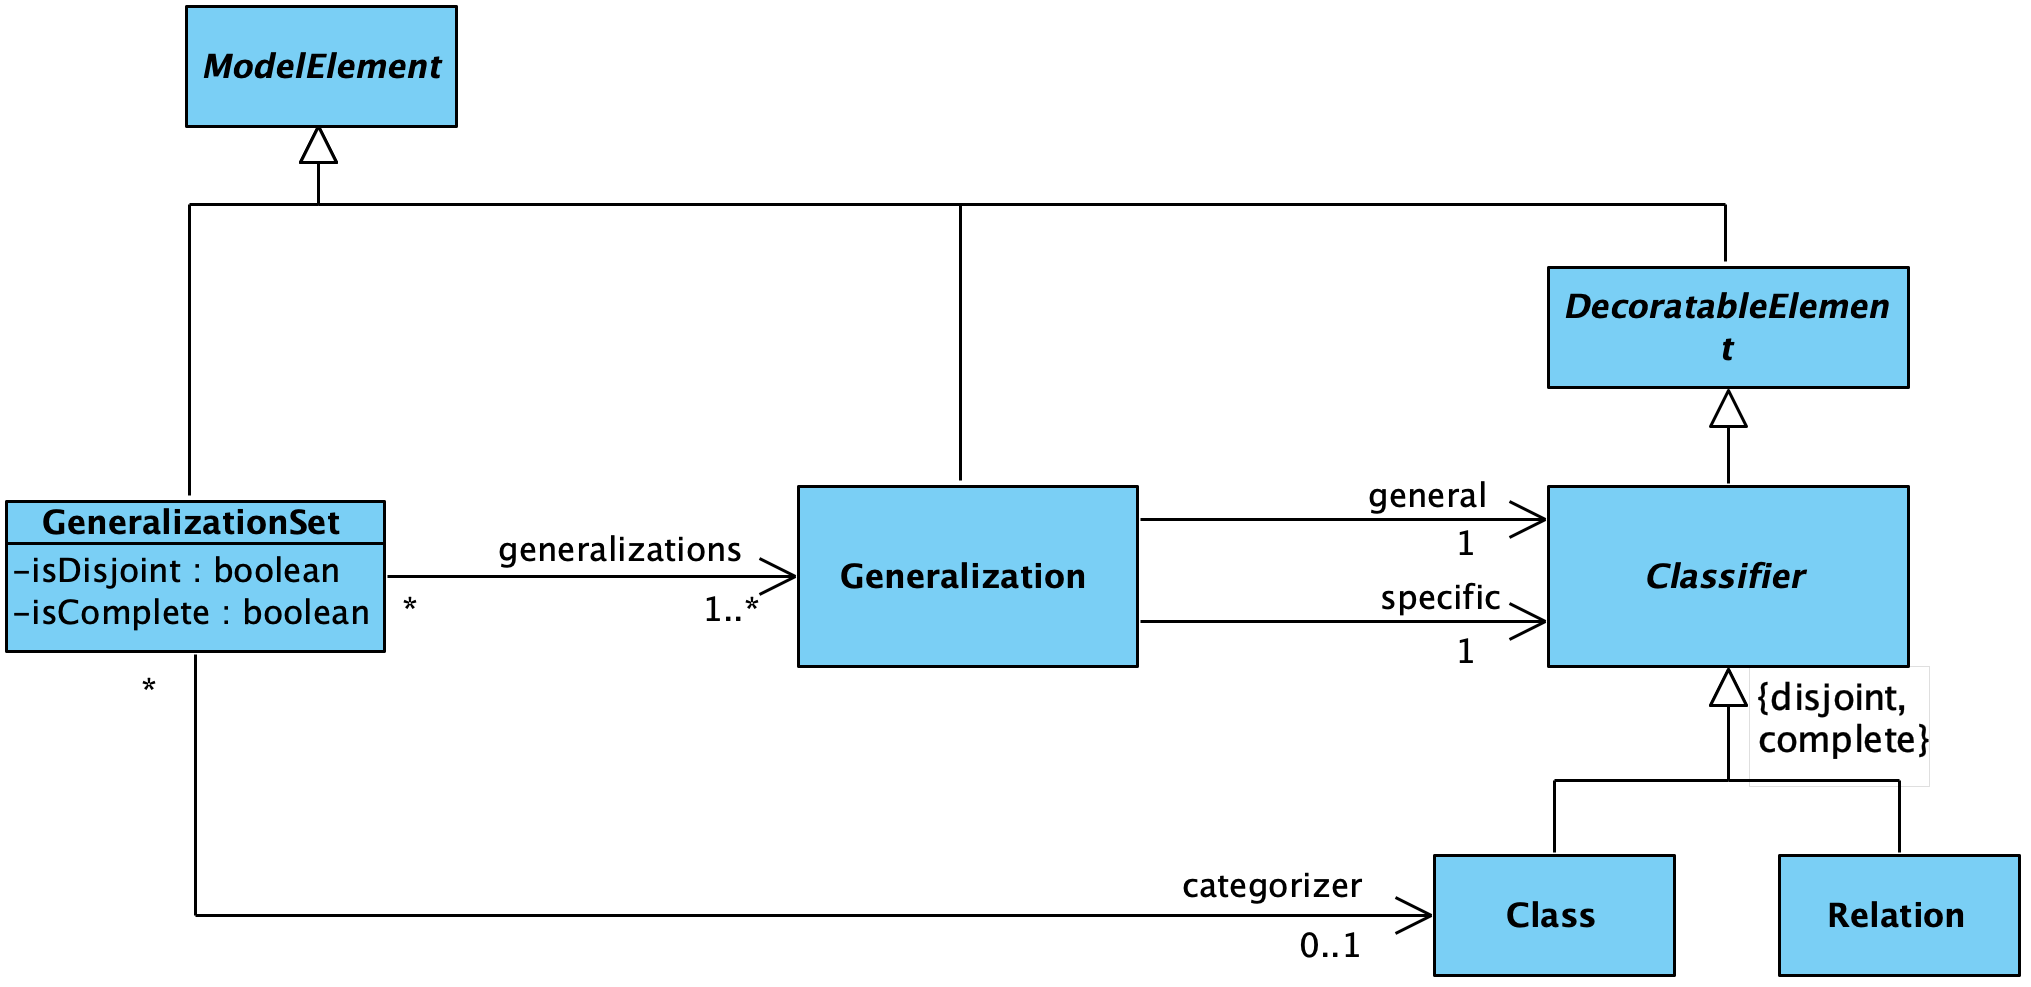 ModelElement
DecoratableElemen
t
GeneralizationSet
-isDisjoint : boolean
-isComplete : boolean
generalizations
*
1..*
Generalization
general
1
specific
1
Classifier
{disjoint,
complete}
*
categorizer
0..1
Class
Relation